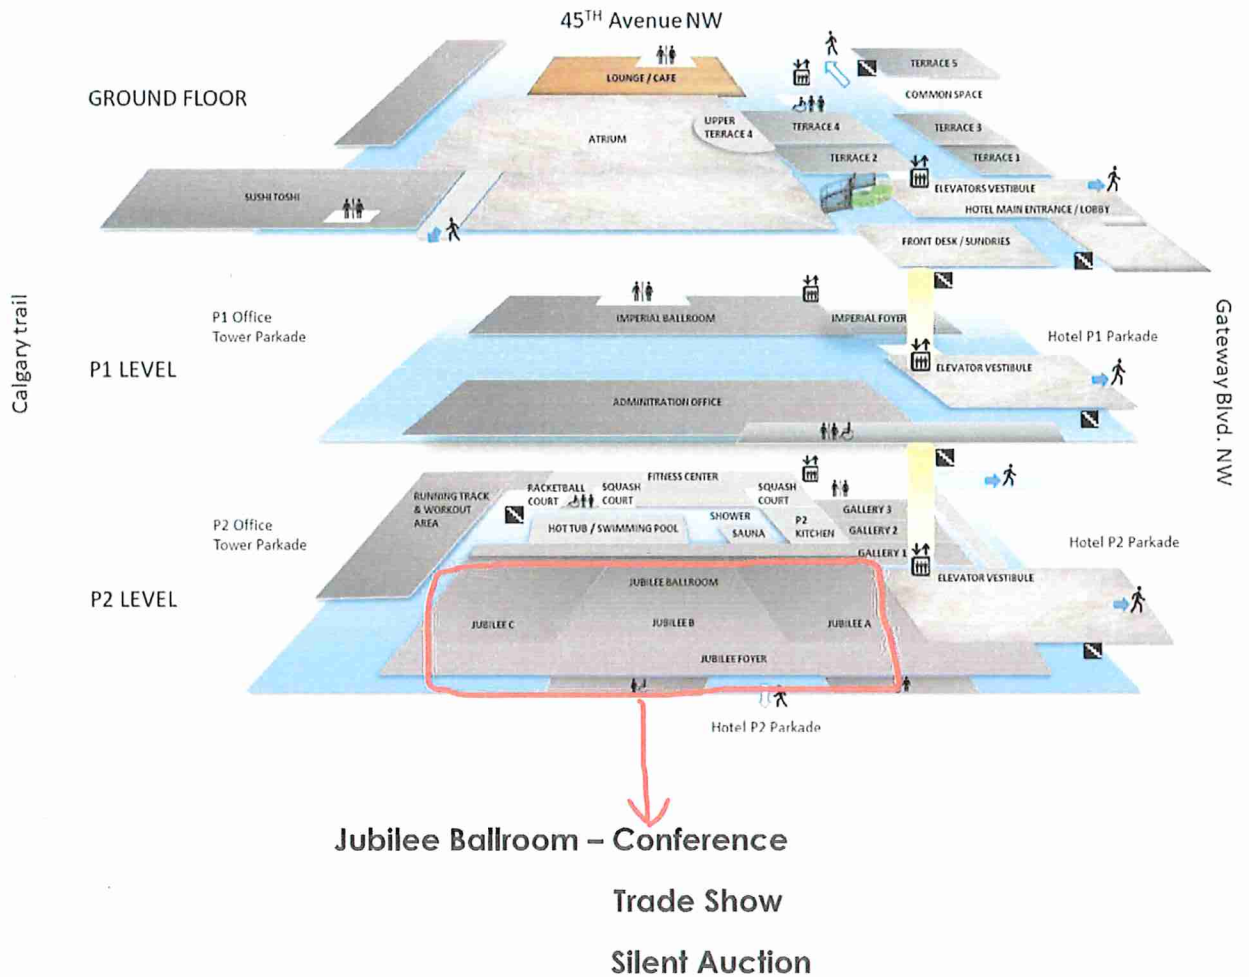 45TH Avenue NW
GROUND FLOOR
LOUNGE / CAFE
ATRIUM
UPPER
TERRACE 4
TERRACE 5
COMMON SPACE
TERRACE 4
TERRACE 3
TERRACE 2
TERRACE 1
SUSHI TOSHI
ELEVATORS VESTIBULE
HOTEL MAIN ENTRANCE / LOBBY
FRONT DESK / SUNDRIES
Calgary trail
Gateway Blvd. NW
P1 Office
Tower Parkade
P1 LEVEL
IMPERIAL BALLROOM
IMPERIAL FOYER
Hotel P1 Parkade
ELEVATOR VESTIBULE
ADMINITRATION OFFICE
P2 Office
Tower Parkade
P2 LEVEL
RUNNING TRACK
& WORKOUT
AREA
RACKETBALL
COURT
SQUASH
COURT
FITNESS CENTER
SQUASH
COURT
HOT TUB / SWIMMING POOL
SHOWER
SAUNA
P2
KITCHEN
GALLERY 3
GALLERY 2
GALLERY 1
Hotel P2 Parkade
ELEVATOR VESTIBULE
JUBILEE BALLROOM
JUBILEE C
JUBILEE B
JUBILEE A
JUBILEE FOYER
Hotel P2 Parkade
Jubilee Ballroom – Conference
Trade Show
Silent Auction